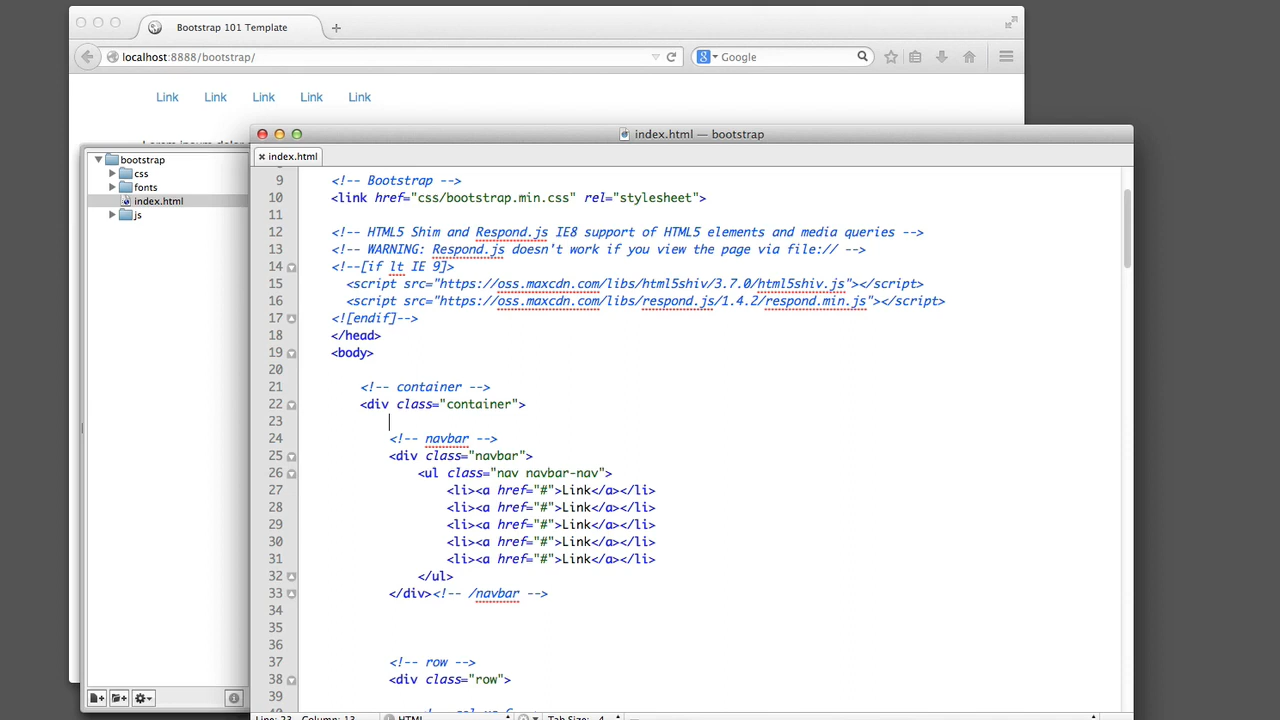 Bootstrap 101 Template
localhost:8888/bootstrap/
Google
Link Link Link Link Link
index.html — bootstrap
bootstrap
css
fonts
index.html
js
index.html
9 <!-- Bootstrap -->
10 <link href="css/bootstrap.min.css" rel="stylesheet">
11
12 <!-- HTML5 Shim and Respond.js IE8 support of HTML5 elements and media queries -->
13 <!-- WARNING: Respond.js doesn't work if you view the page via file:// -->
14 <!--[if lt IE 9]>
15 <script src="https://oss.maxcdn.com/libs/html5shiv/3.7.0/html5shiv.js"></script>
16 <script src="https://oss.maxcdn.com/libs/respond.js/1.4.2/respond.min.js"></script>
17 <![endif]-->
18 </head>
19 <body>
20
21 <!-- container -->
22 <div class="container">
23
24 <!-- navbar -->
25 <div class="navbar">
26 <ul class="nav navbar-nav">
27 <li><a href="#">Link</a></li>
28 <li><a href="#">Link</a></li>
29 <li><a href="#">Link</a></li>
30 <li><a href="#">Link</a></li>
31 <li><a href="#">Link</a></li>
32 </ul>
33 </div><!-- /navbar -->
34
35
36
37 <!-- row -->
38 <div class="row">
39
Line: 23 Column: 13 HTML Tab Size: 4